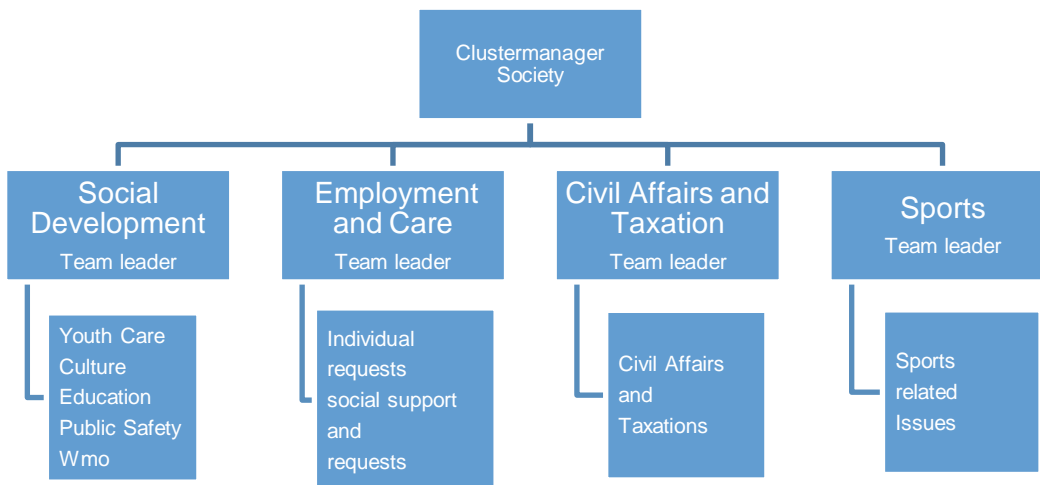 Clustermanager
Society
Social
Development
Team leader
Employment
and Care
Team leader
Civil Affairs and
Taxation
Team leader
Sports
Team leader
Youth Care
Culture
Education
Public Safety
Wmo
Individual
requests
social support
and
requests
Civil Affairs
and
Taxations
Sports
related
Issues